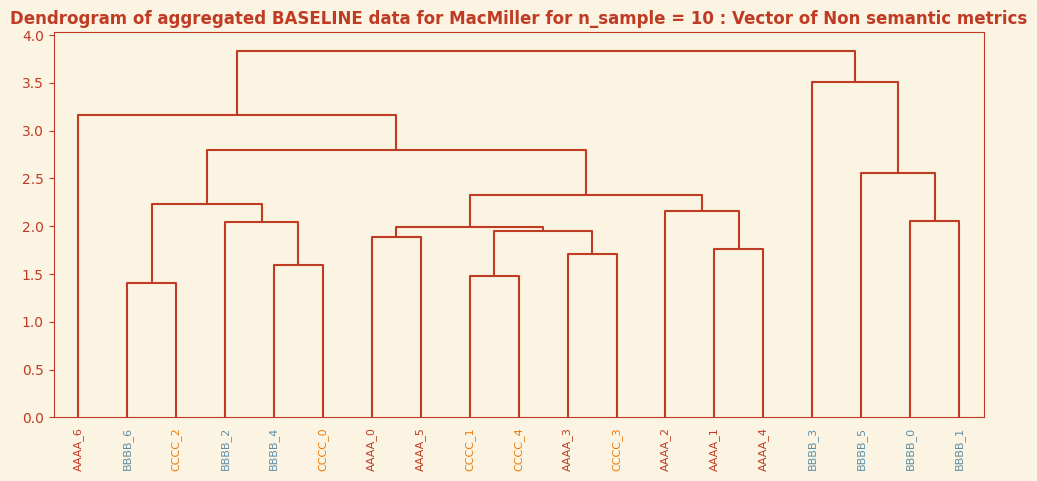 Dendrogram of aggregated BASELINE data for MacMiller for n_sample = 10 : Vector of Non semantic metrics
4.0
3.5
3.0
2.5
2.0
1.5
1.0
0.5
0.0
AAAA_6
BBBB_6
CCCC_2
BBBB_2
BBBB_4
CCCC_0
AAAA_0
AAAA_5
CCCC_1
CCCC_4
AAAA_3
CCCC_3
AAAA_2
AAAA_1
AAAA_4
BBBB_3
BBBB_5
BBBB_0
BBBB_1